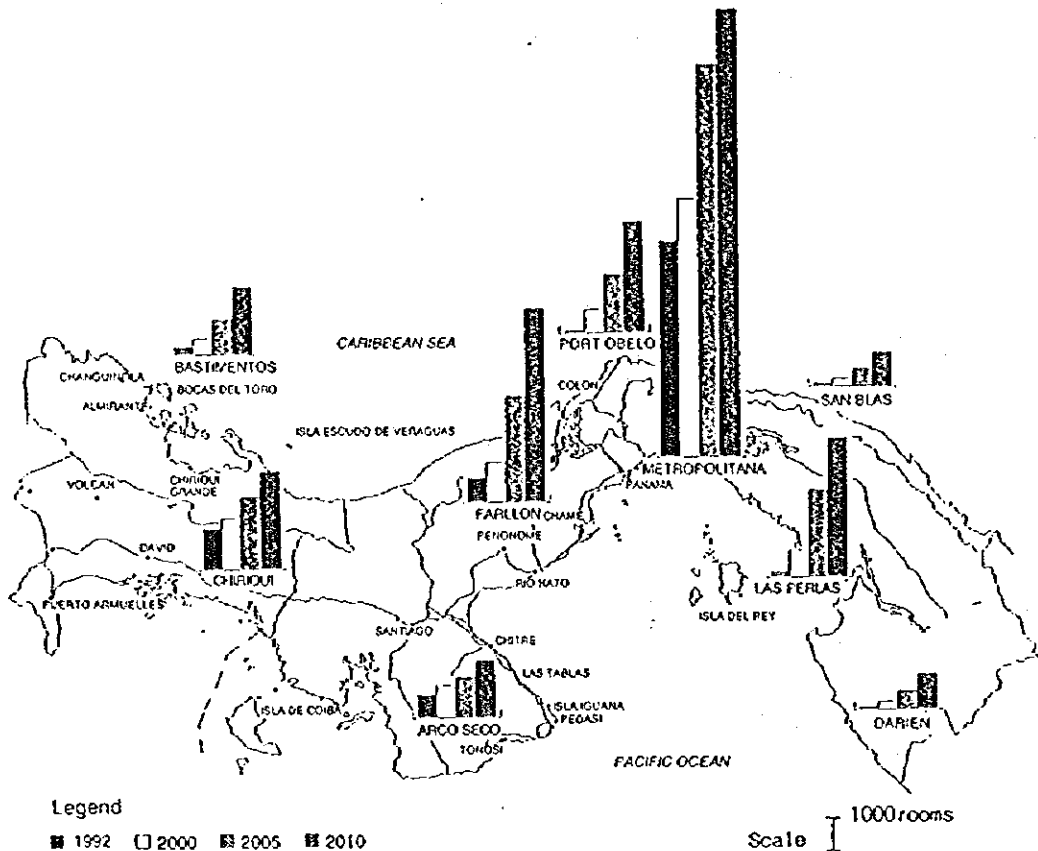 PORTOBELO
CARIBBEAN SEA
BASTIMENTOS
CHANGUINOLA
BOCAS DEL TORO
COLON
SAN BLAS
ALMIRANTE
ISLA ESCUDO DE VERAGUAS
METROPOLITANA
CHIRIQUI
GRANDE
VOLCAN
PANAMA
FARLLON
CHAME
PENONOME
DAVID
CHIRIQUI
RIO HATO
LAS PERLAS
PUERTO ARMUELLES
ISLA DEL REY
SANTIAGO
CHITRE
LAS TABLAS
ISLA DE COIBA
ISLA IGUANA
PEDASI
ARCO SECO
DARIEN
TONOSI
PACIFIC OCEAN
Legend
1992 2000 2005 2010
Scale 1000rooms